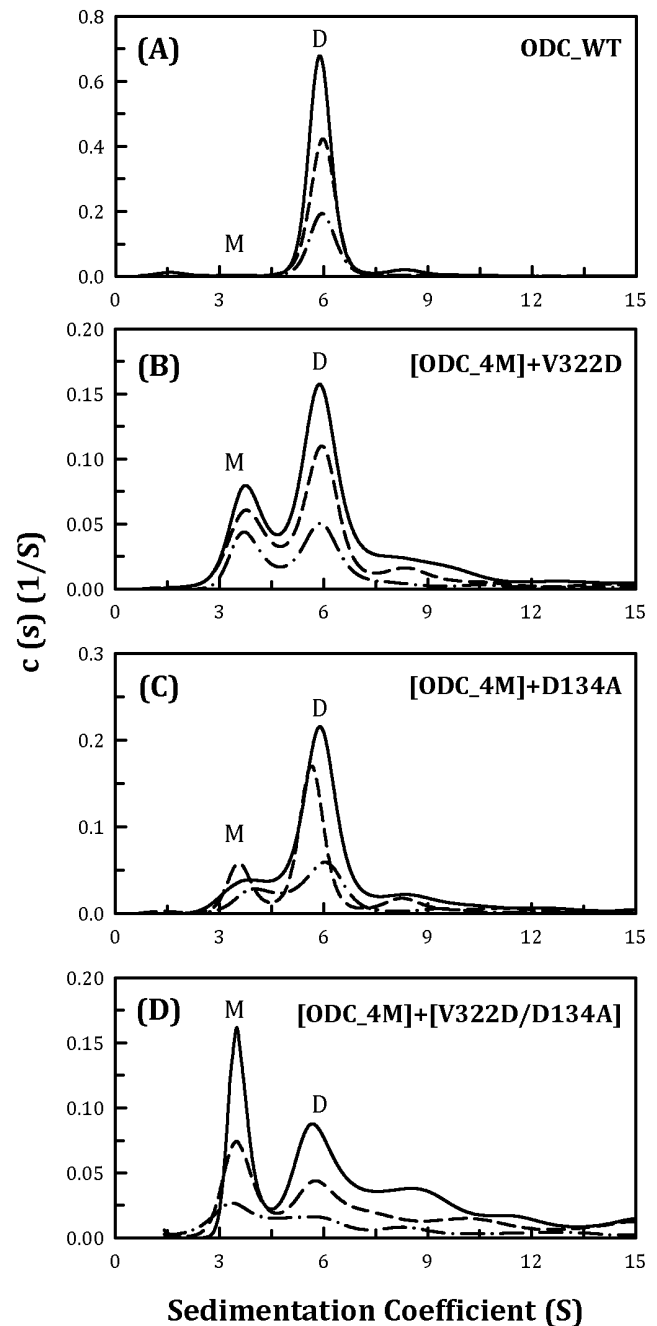 (A)
ODC_WT
D
M
0.8
0.6
0.4
0.2
0.0
0 3 6 9 12 15
(B)
[ODC_4M]+V322D
D
M
0.20
0.15
0.10
0.05
0.00
0 3 6 9 12 15
(C)
[ODC_4M]+D134A
D
M
0.3
0.2
0.1
0.0
0 3 6 9 12 15
(D)
[ODC_4M]+[V322D/D134A]
M
D
0.20
0.15
0.10
0.05
0.00
0 3 6 9 12 15
c (s) (1/S)
Sedimentation Coefficient (S)